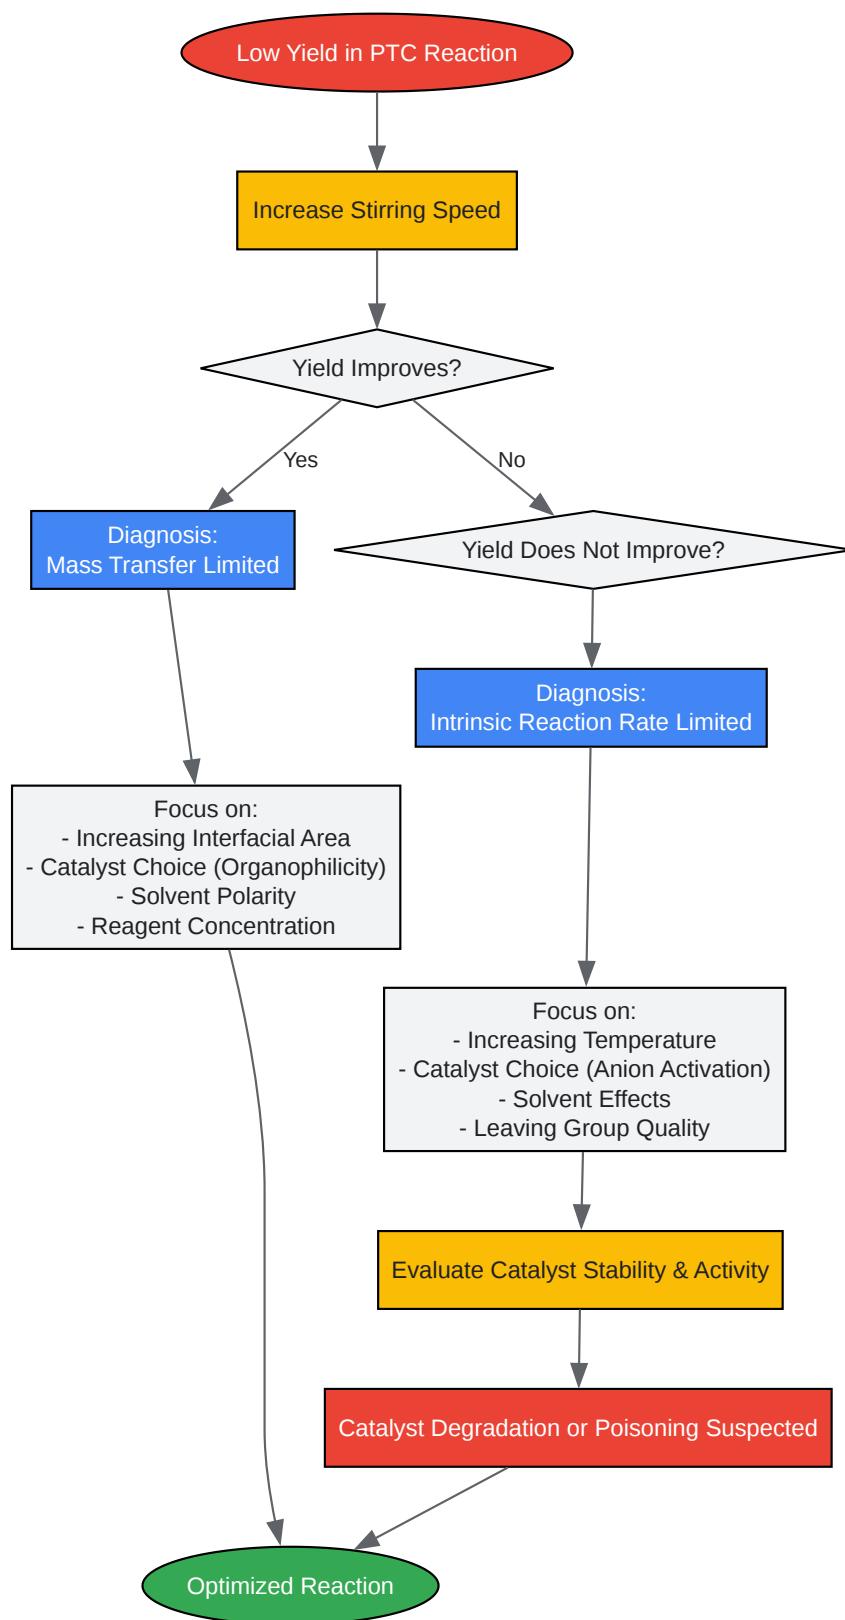 Low Yield in PTC Reaction
Increase Stirring Speed
Yield Improves?
Yes
No
Diagnosis:
Mass Transfer Limited
Yield Does Not Improve?
Diagnosis:
Intrinsic Reaction Rate Limited
Focus on:
- Increasing Interfacial Area
- Catalyst Choice (Organophilicity)
- Solvent Polarity
- Reagent Concentration
Focus on:
- Increasing Temperature
- Catalyst Choice (Anion Activation)
- Solvent Effects
- Leaving Group Quality
Evaluate Catalyst Stability & Activity
Catalyst Degradation or Poisoning Suspected
Optimized Reaction